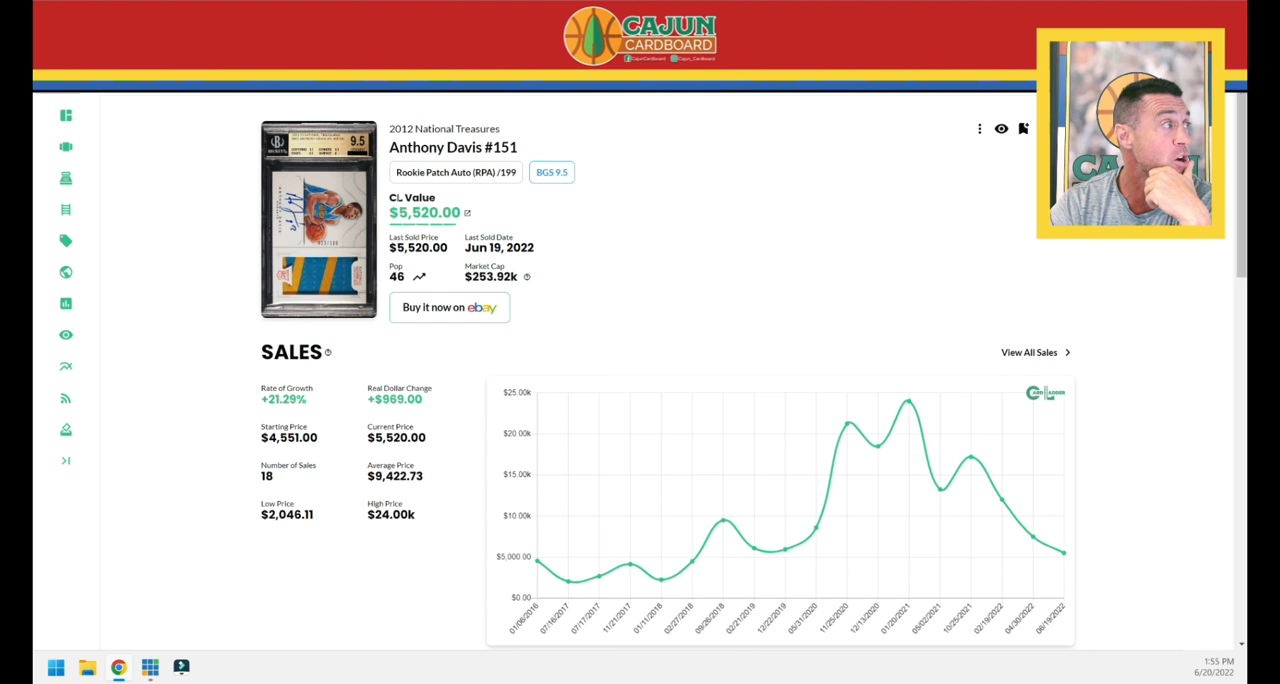 CAJUN
CARDBOARD
CajunCardboard
Cajun_Cardboard
2012 National Treasures
Anthony Davis #151
Rookie Patch Auto (RPA) /199
BGS 9.5
CL Value
$5,520.00
Last Sold Price
Last Sold Date
$5,520.00
Jun 19, 2022
Pop
Market Cap
46
$253.92k
Buy it now on ebay
9.5
SALES
View All Sales
Rate of Growth
Real Dollar Change
+21.29%
+$969.00
Starting Price
Current Price
$4,551.00
$5,520.00
Number of Sales
Average Price
18
$9,422.73
Low Price
High Price
$2,046.11
$24.00k
CARD LADDER
$25.00k
$20.00k
$15.00k
$10.00k
$5,000.00
$0.00
01/06/2016
07/16/2017
07/17/2017
11/21/2017
01/11/2018
02/27/2018
09/26/2018
02/21/2019
12/22/2019
05/31/2020
11/25/2020
12/13/2020
01/20/2021
05/02/2021
10/25/2021
02/19/2022
04/30/2022
06/19/2022
1:55 PM
6/20/2022